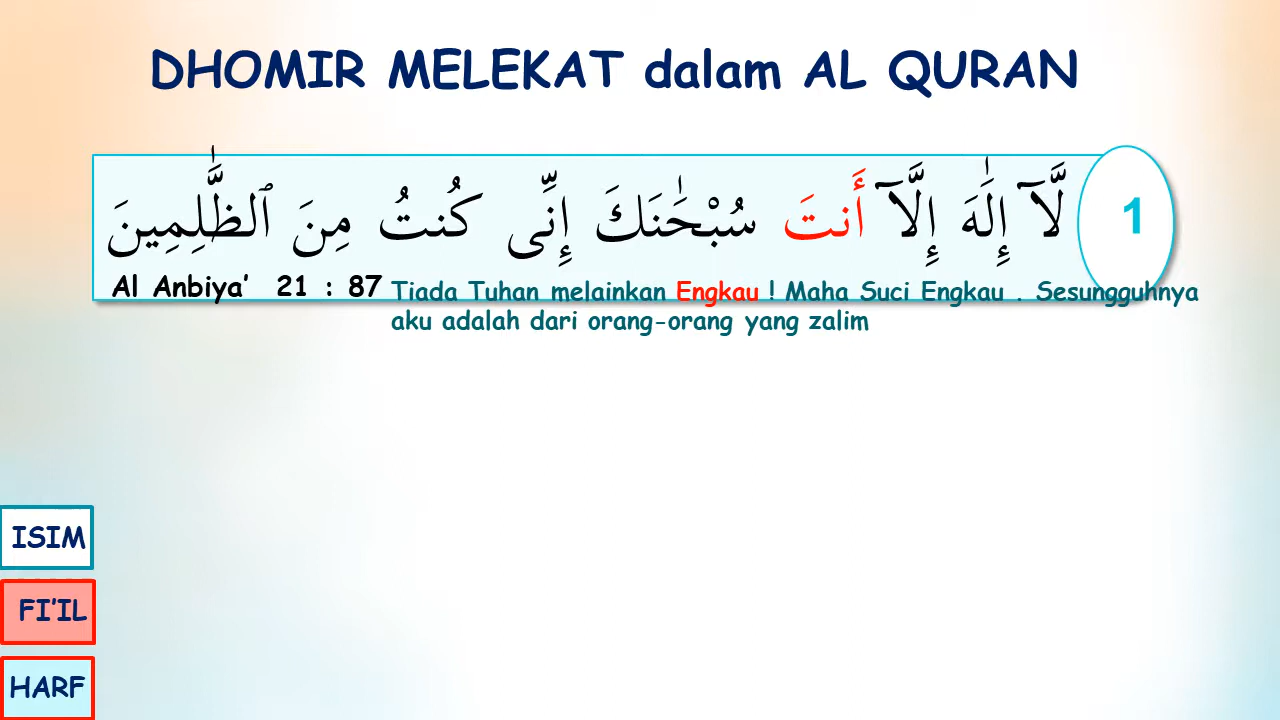 DHOMIR MELEKAT dalam AL QURAN
لَّآ إِلَٰهَ إِلَّآ أَنتَ سُبْحَٰنَكَ إِنِّى كُنتُ مِنَ ٱلظَّٰلِمِينَ
1
Al Anbiya’ 21 : 87
Tiada Tuhan melainkan Engkau ! Maha Suci Engkau . Sesungguhnya
aku adalah dari orang-orang yang zalim
ISIM
FI’IL
HARF